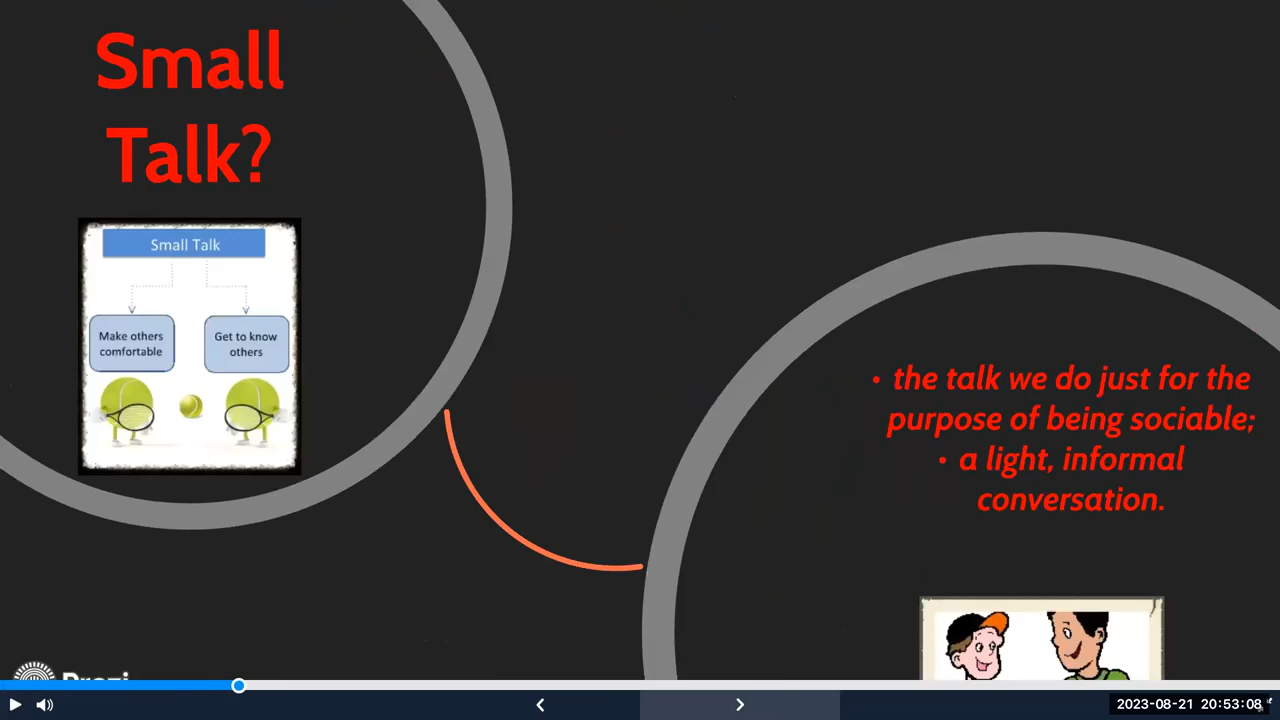 Small
Talk?
Small Talk
Make others
comfortable
Get to know
others
• the talk we do just for the
purpose of being sociable;
• a light, informal
conversation.
Prezi
2023-08-21 20:53:08